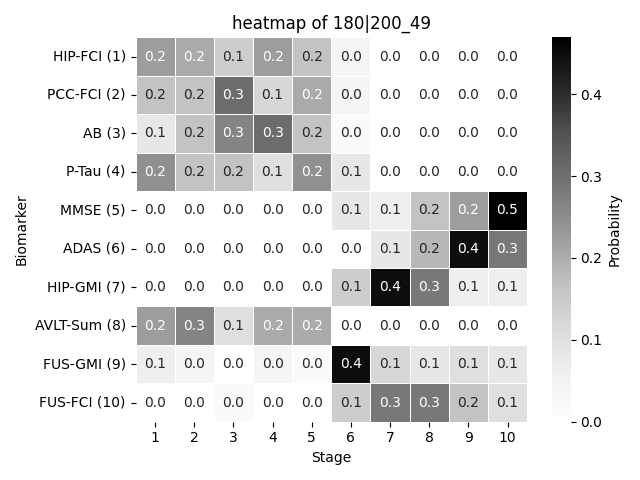 heatmap of 180|200_49
Biomarker
HIP-FCI (1) 0.2 0.2 0.1 0.2 0.2 0.0 0.0 0.0 0.0 0.0
PCC-FCI (2) 0.2 0.2 0.3 0.1 0.2 0.0 0.0 0.0 0.0 0.0
AB (3) 0.1 0.2 0.3 0.3 0.2 0.0 0.0 0.0 0.0 0.0
P-Tau (4) 0.2 0.2 0.2 0.1 0.2 0.1 0.0 0.0 0.0 0.0
MMSE (5) 0.0 0.0 0.0 0.0 0.0 0.1 0.1 0.2 0.2 0.5
ADAS (6) 0.0 0.0 0.0 0.0 0.0 0.0 0.1 0.2 0.4 0.3
HIP-GMI (7) 0.0 0.0 0.0 0.0 0.0 0.1 0.4 0.3 0.1 0.1
AVLT-Sum (8) 0.2 0.3 0.1 0.2 0.2 0.0 0.0 0.0 0.0 0.0
FUS-GMI (9) 0.1 0.0 0.0 0.0 0.0 0.4 0.1 0.1 0.1 0.1
FUS-FCI (10) 0.0 0.0 0.0 0.0 0.0 0.1 0.3 0.3 0.2 0.1
1 2 3 4 5 6 7 8 9 10
Stage
0.4
0.3
0.2
0.1
0.0
Probability